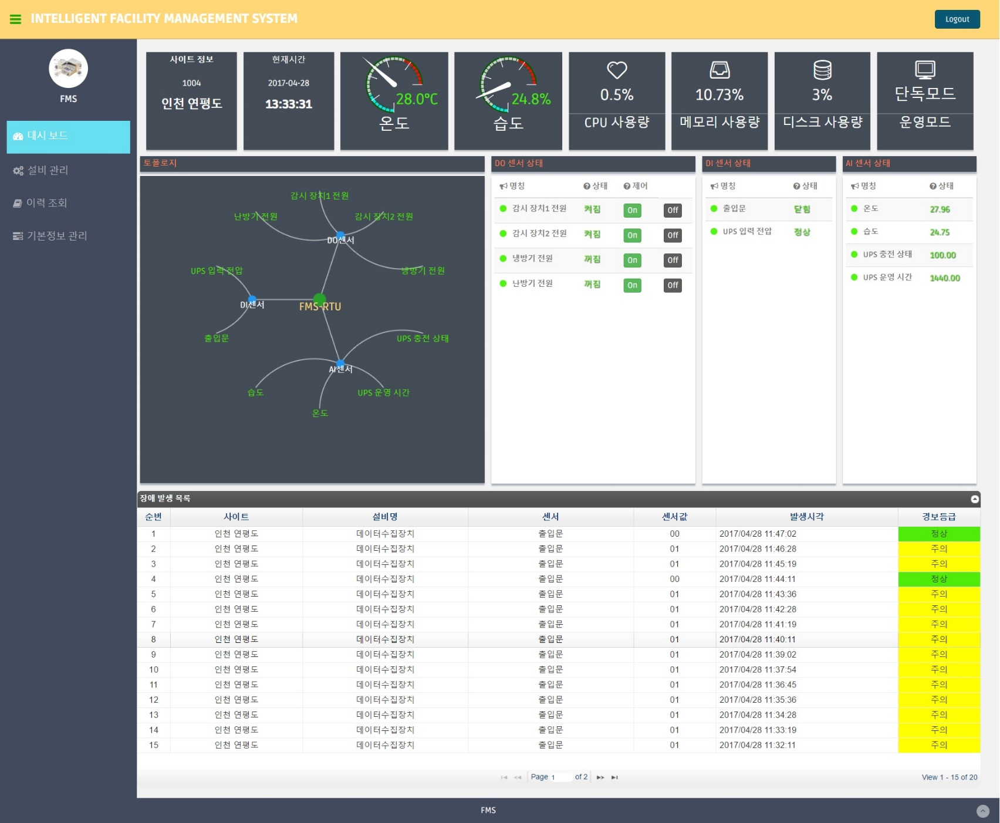 INTELLIGENT FACILITY MANAGEMENT SYSTEM
Logout
FMS
대시 보드
설비 관리
이력 조회
기본정보 관리
사이트 정보
1004
인천 연평도
현재시간
2017-04-28
13:33:31
28.0°C
온도
24.8%
습도
0.5%
CPU 사용량
10.73%
메모리 사용량
3%
디스크 사용량
단독모드
운영모드
토폴로지
감시 장치1 전원
난방기 전원
감시 장치2 전원
DO센서
UPS 입력 전압
냉방기 전원
DI센서
FMS-RTU
출입문
UPS 충전 상태
AI센서
습도
UPS 운영 시간
온도
DO 센서 상태
명칭 상태 제어
감시 장치1 전원 켜짐 On Off
감시 장치2 전원 켜짐 On Off
냉방기 전원 꺼짐 On Off
난방기 전원 꺼짐 On Off
DI 센서 상태
명칭 상태
출입문 닫힘
UPS 입력 전압 정상
AI 센서 상태
명칭 상태
온도 27.96
습도 24.75
UPS 충전 상태 100.00
UPS 운영 시간 1440.00
장애 발생 목록
순번 사이트 설비명 센서 센서값 발생시각 경보등급
1 인천 연평도 데이터수집장치 출입문 00 2017/04/28 11:47:02 정상
2 인천 연평도 데이터수집장치 출입문 01 2017/04/28 11:46:28 주의
3 인천 연평도 데이터수집장치 출입문 01 2017/04/28 11:45:19 주의
4 인천 연평도 데이터수집장치 출입문 00 2017/04/28 11:44:11 정상
5 인천 연평도 데이터수집장치 출입문 01 2017/04/28 11:43:36 주의
6 인천 연평도 데이터수집장치 출입문 01 2017/04/28 11:42:28 주의
7 인천 연평도 데이터수집장치 출입문 01 2017/04/28 11:41:19 주의
8 인천 연평도 데이터수집장치 출입문 01 2017/04/28 11:40:11 주의
9 인천 연평도 데이터수집장치 출입문 01 2017/04/28 11:39:02 주의
10 인천 연평도 데이터수집장치 출입문 01 2017/04/28 11:37:54 주의
11 인천 연평도 데이터수집장치 출입문 01 2017/04/28 11:36:45 주의
12 인천 연평도 데이터수집장치 출입문 01 2017/04/28 11:35:36 주의
13 인천 연평도 데이터수집장치 출입문 01 2017/04/28 11:34:28 주의
14 인천 연평도 데이터수집장치 출입문 01 2017/04/28 11:33:19 주의
15 인천 연평도 데이터수집장치 출입문 01 2017/04/28 11:32:11 주의
Page 1 of 2
View 1 - 15 of 20
FMS